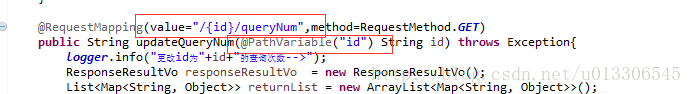 @RequestMapping(value="/{id}/queryNum",method=RequestMethod.GET)
public String updateQueryNum(@PathVariable("id") String id) throws Exception{
logger.info("更改id为"+id+"的查询次数-->");
ResponseResultVo responseResultVo = new ResponseResultVo();
List<Map<String, Object>> returnList = new ArrayList<Map<String, Object>>();
csdn.net/u013306545